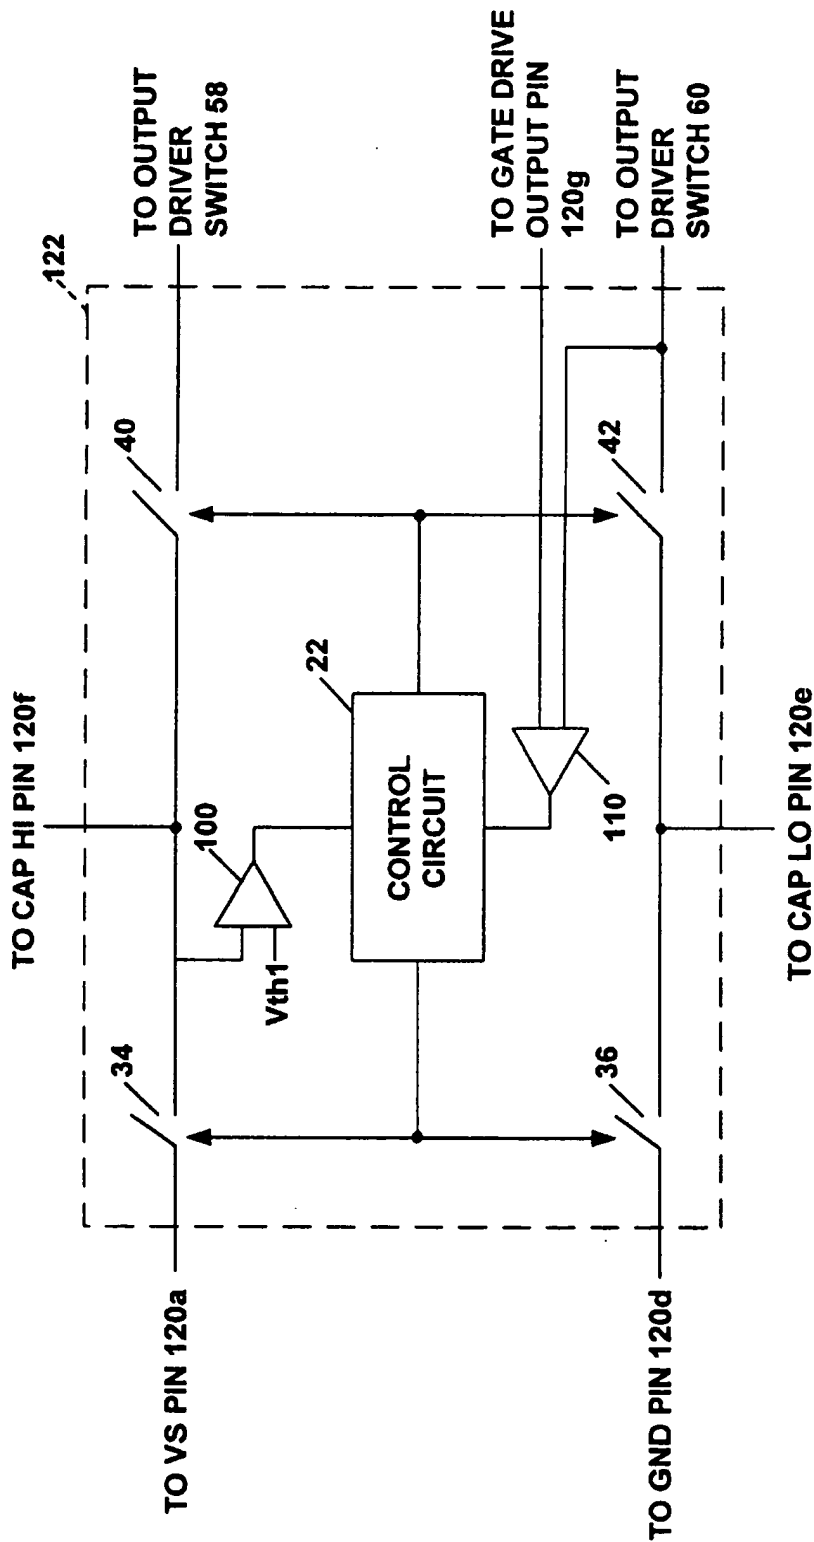 TO CAP HI PIN 120f
122
TO VS PIN 120a
34
40
TO OUTPUT
DRIVER
SWITCH 58
100
Vth1
22
CONTROL
CIRCUIT
TO GATE DRIVE
OUTPUT PIN
120g
110
TO GND PIN 120d
36
42
TO OUTPUT
DRIVER
SWITCH 60
TO CAP LO PIN 120e